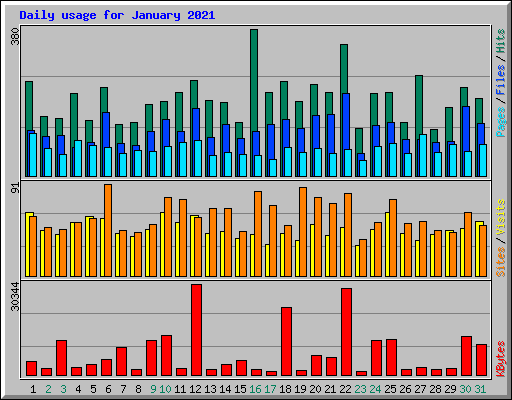 Daily usage for January 2021
380
Pages / Files / Hits
91
Sites / Visits
30344
KBytes
1 2 3 4 5 6 7 8 9 10 11 12 13 14 15 16 17 18 19 20 21 22 23 24 25 26 27 28 29 30 31